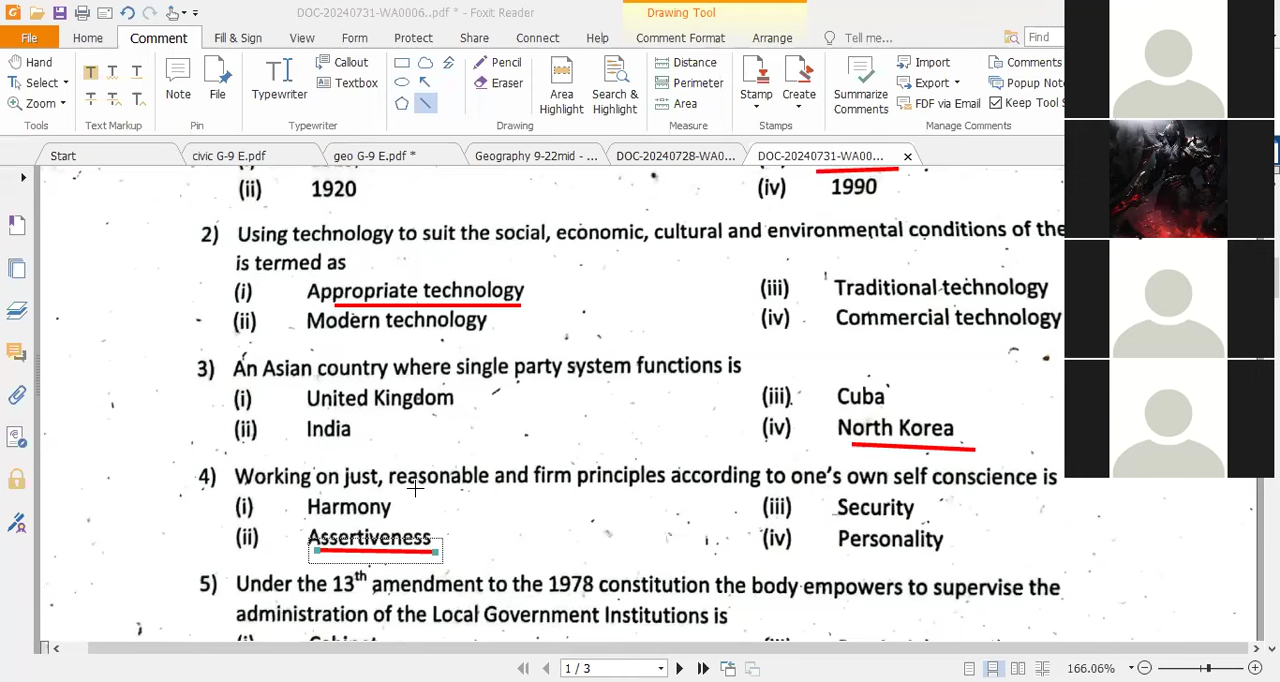 DOC-20240731-WA0006..pdf * - Foxit Reader
Drawing Tool
File Home Comment Fill & Sign View Form Protect Share Connect Help Comment Format Arrange Tell me... Find
Hand
Select
Zoom
Tools
Text Markup
Note
File
Pin
Typewriter
Callout
Textbox
Typewriter
Pencil
Eraser
Drawing
Area Highlight
Search & Highlight
Distance
Perimeter
Area
Measure
Stamp
Create
Stamps
Summarize Comments
Import
Export
FDF via Email
Comments
Popup Note
Keep Tool S
Manage Comments
Start
civic G-9 E.pdf
geo G-9 E.pdf *
Geography 9-22mid - ...
DOC-20240728-WA0...
DOC-20240731-WA00...
(ii) 1920 (iv) 1990
2) Using technology to suit the social, economic, cultural and environmental conditions of the
is termed as
(i) Appropriate technology (iii) Traditional technology
(ii) Modern technology (iv) Commercial technology
3) An Asian country where single party system functions is
(i) United Kingdom (iii) Cuba
(ii) India (iv) North Korea
4) Working on just, reasonable and firm principles according to one's own self conscience is
(i) Harmony (iii) Security
(ii) Assertiveness (iv) Personality
5) Under the 13th amendment to the 1978 constitution the body empowers to supervise the
administration of the Local Government Institutions is
1 / 3
166.06%